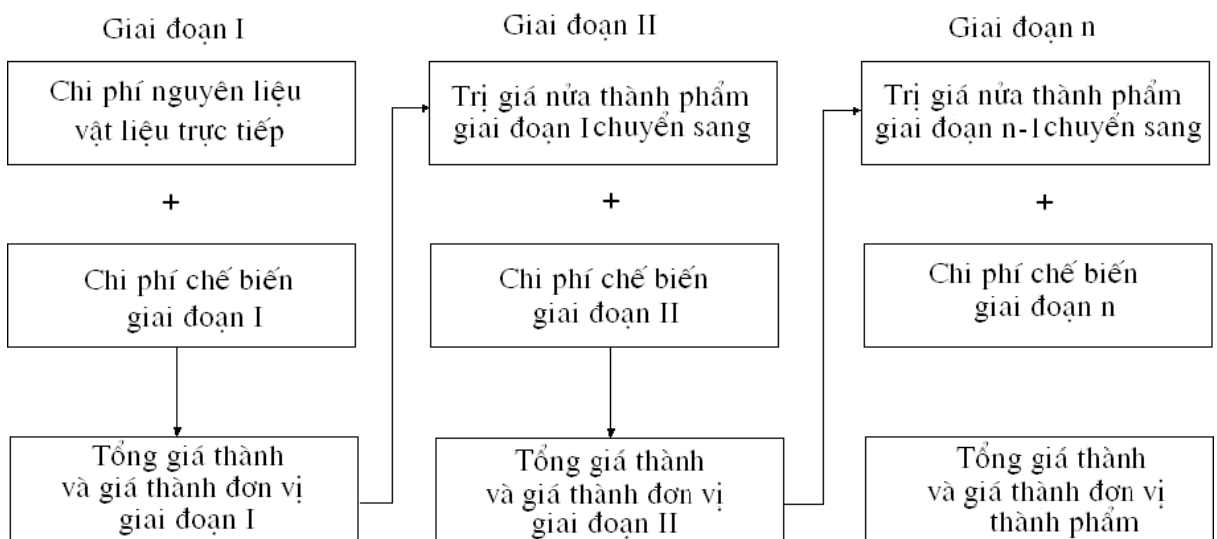 Giai đoạn I
Chi phí nguyên liệu
vật liệu trực tiếp
+
Chi phí chế biến
giai đoạn I
Tổng giá thành
và giá thành đơn vị
giai đoạn I
Giai đoạn II
Trị giá nửa thành phẩm
giai đoạn I chuyển sang
+
Chi phí chế biến
giai đoạn II
Tổng giá thành
và giá thành đơn vị
giai đoạn II
Giai đoạn n
Trị giá nửa thành phẩm
giai đoạn n-1 chuyển sang
+
Chi phí chế biến
giai đoạn n
Tổng giá thành
và giá thành đơn vị
thành phẩm